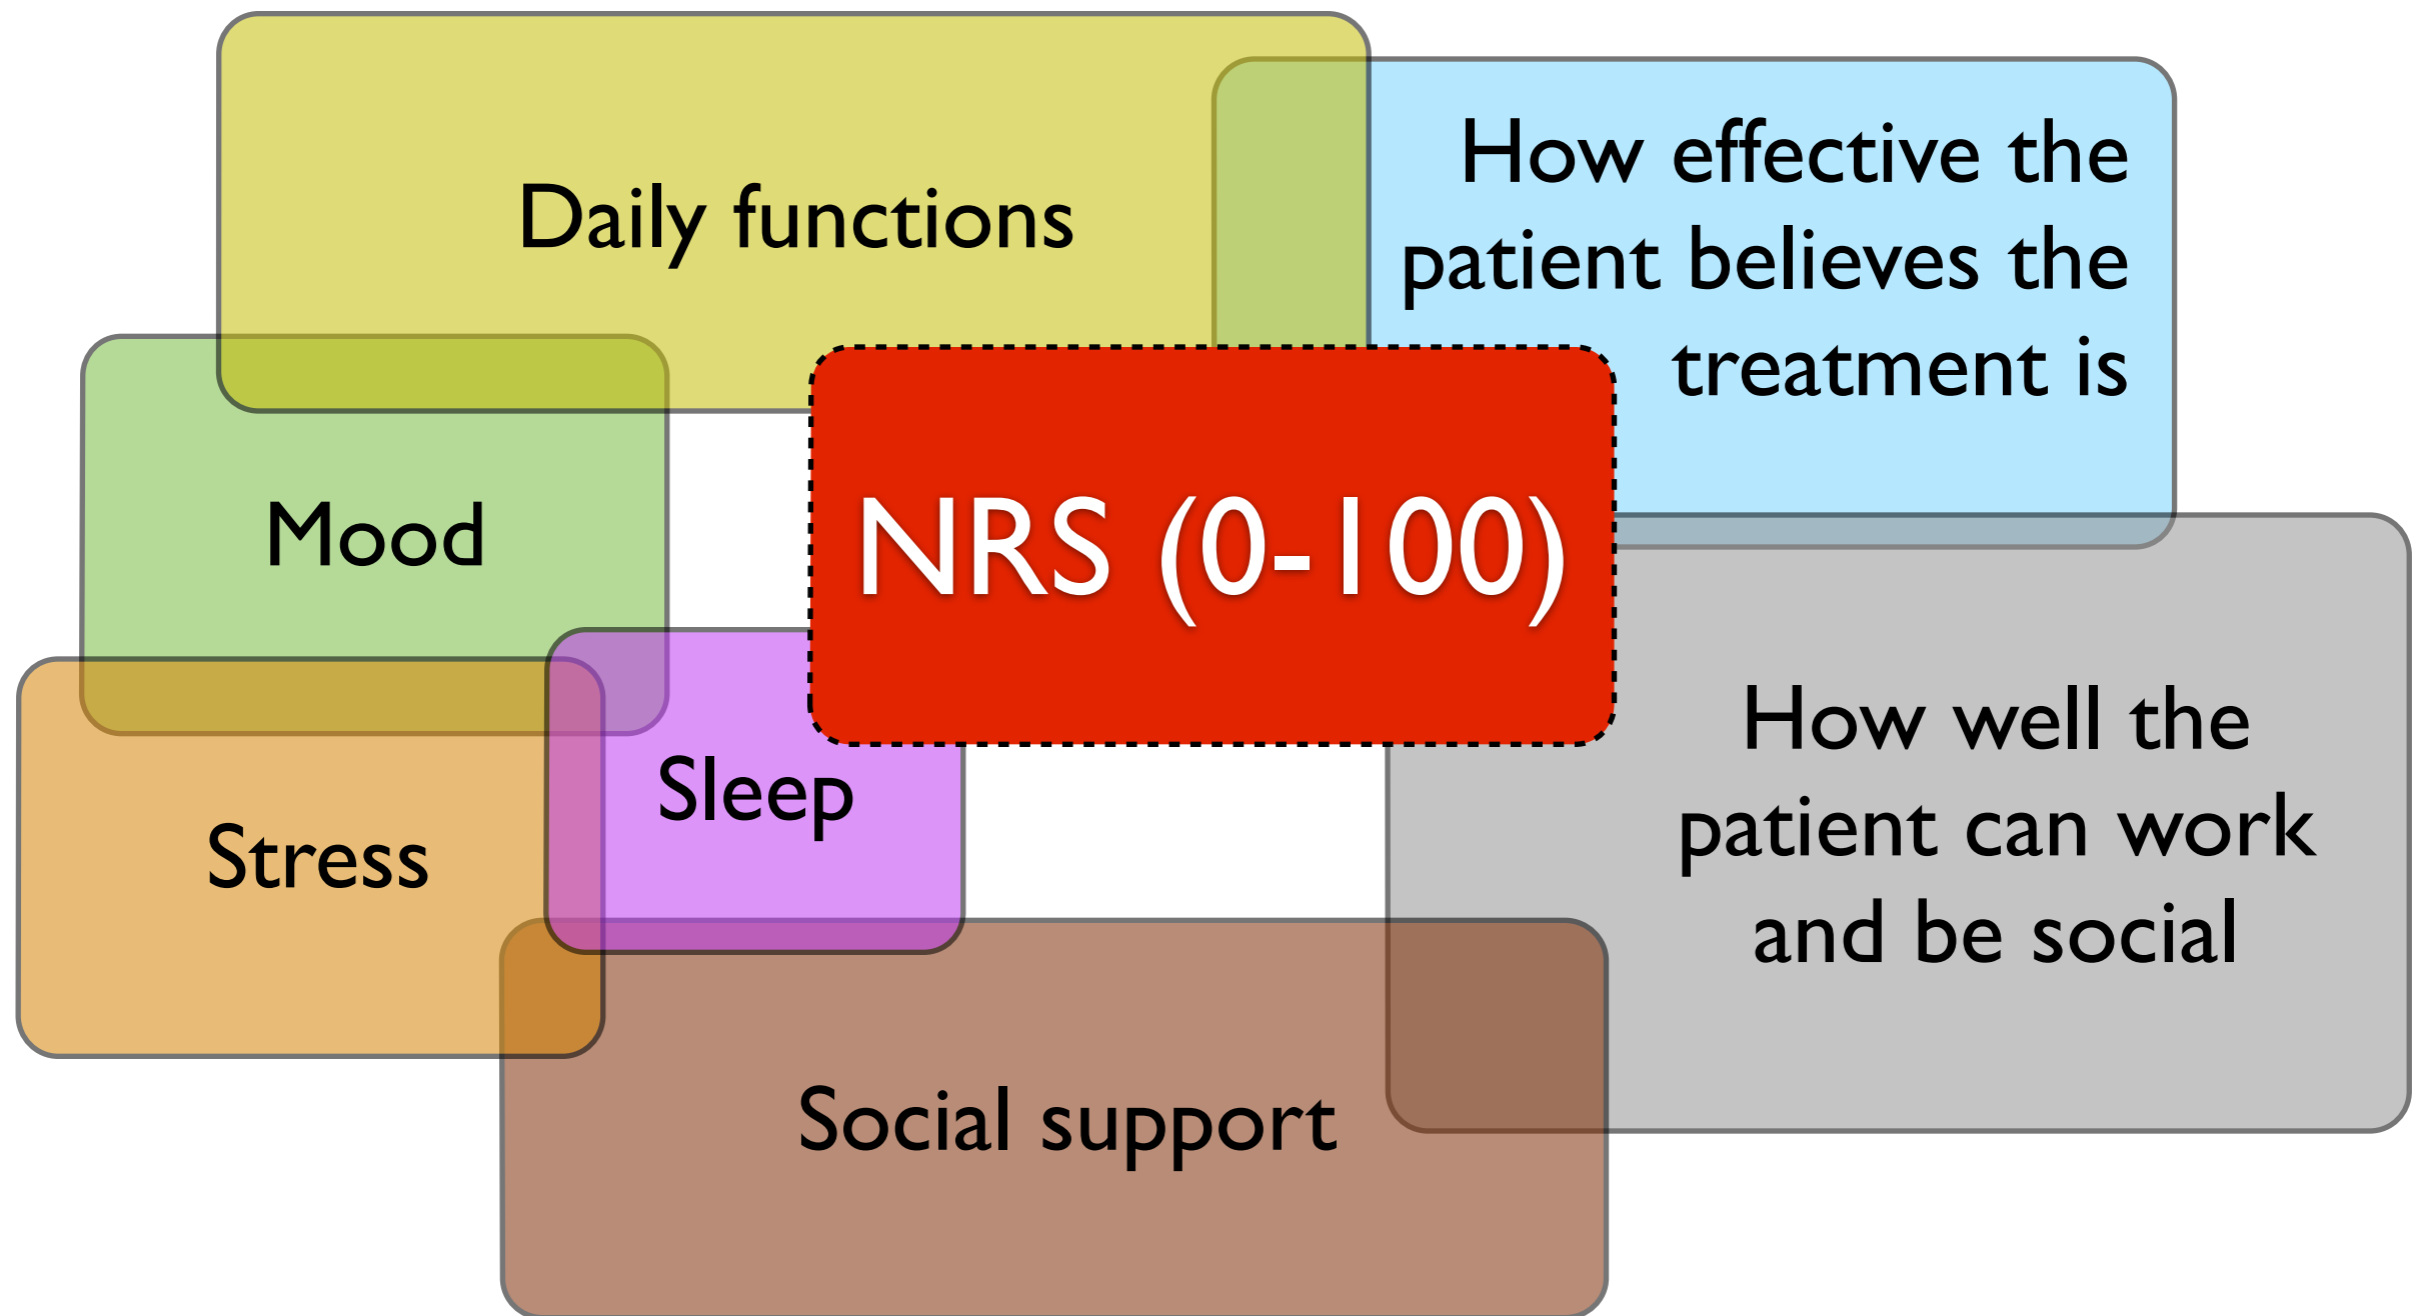 Daily functions
How effective the
patient believes the
treatment is
Mood
NRS (0-100)
Sleep
Stress
How well the
patient can work
and be social
Social support